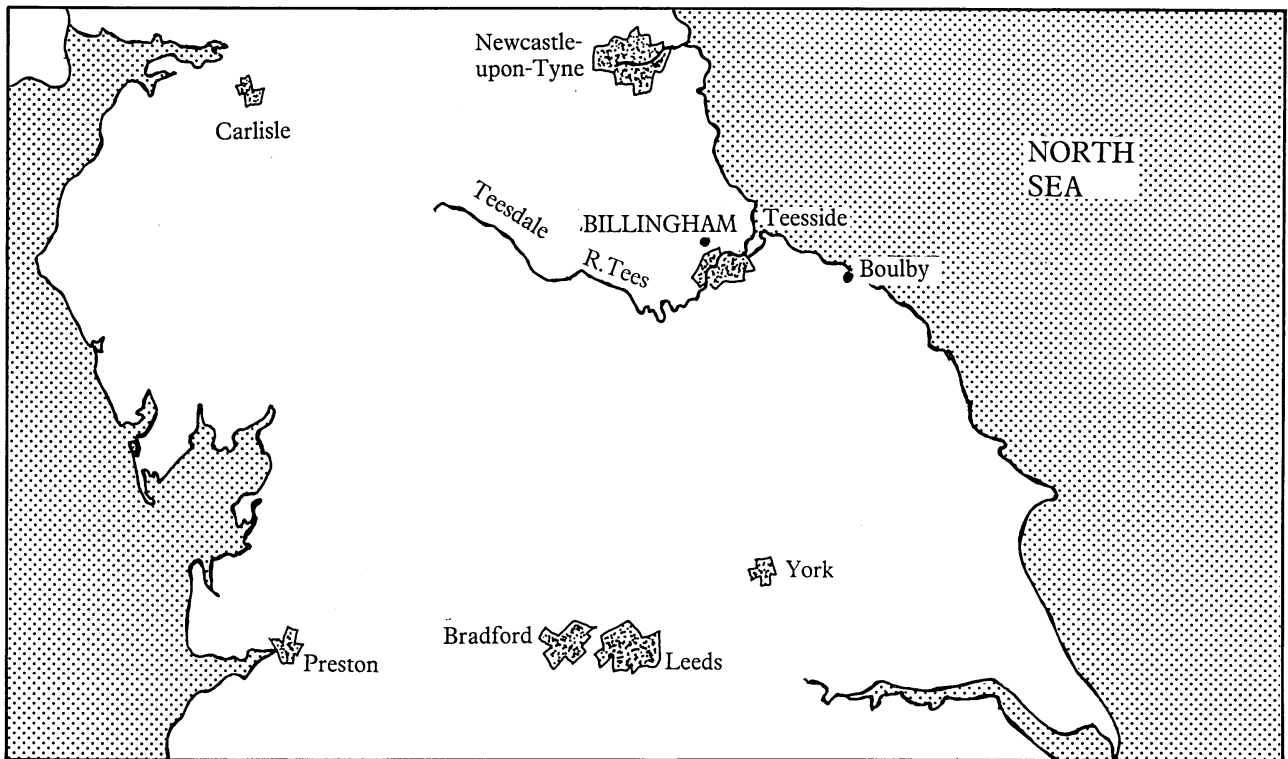 Newcastle-
upon-Tyne
Carlisle
NORTH
SEA
Teesdale
BILLINGHAM
Teesside
R. Tees
Boulby
York
Bradford
Leeds
Preston